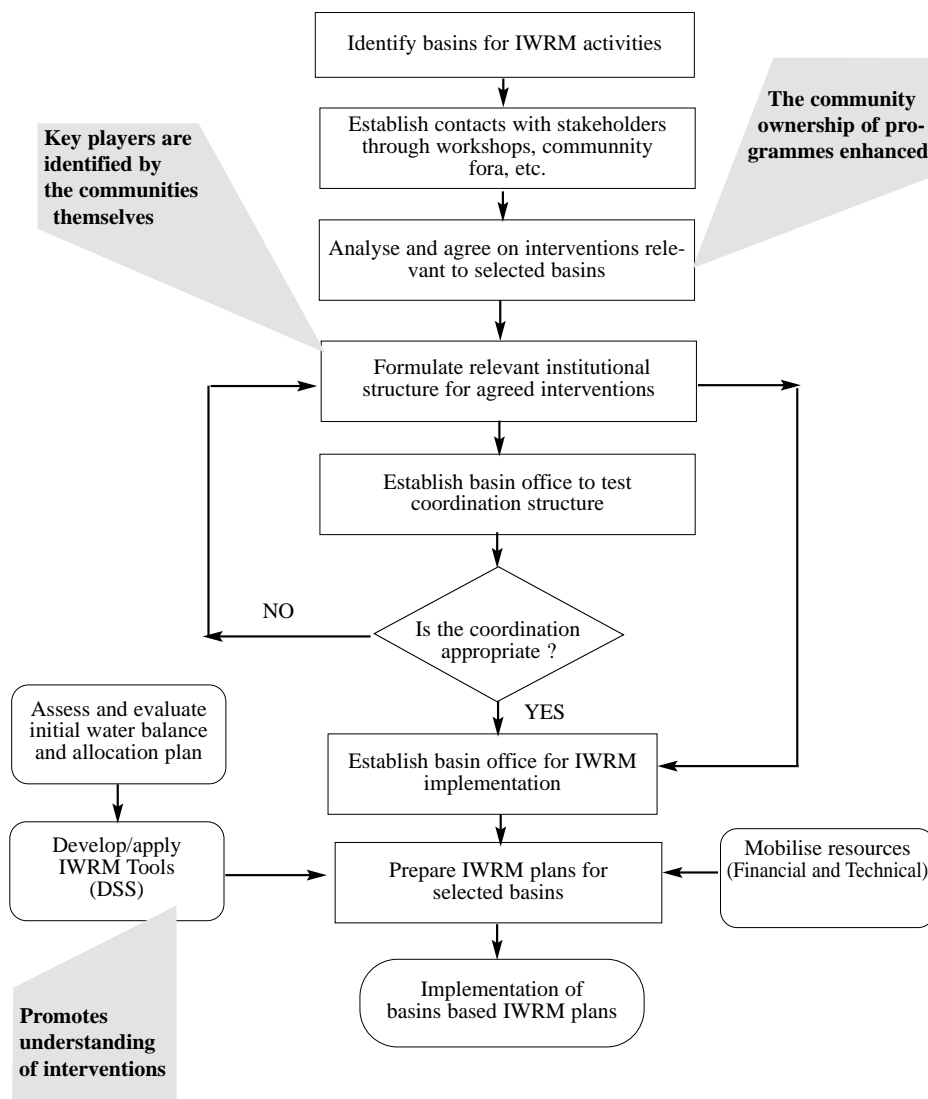 Identify basins for IWRM activities
The community
ownership of pro-
grammes enhanced
Establish contacts with stakeholders
through workshops, communnity
fora, etc.
Key players are
identified by
the communities
themselves
Analyse and agree on interventions rele-
vant to selected basins
Formulate relevant institutional
structure for agreed interventions
Establish basin office to test
coordination structure
NO
Is the coordination
appropriate ?
YES
Assess and evaluate
initial water balance
and allocation plan
Establish basin office for IWRM
implementation
Develop/apply
IWRM Tools
(DSS)
Prepare IWRM plans for
selected basins
Mobilise resources
(Financial and Technical)
Implementation of
basins based IWRM plans
Promotes
understanding
of interventions